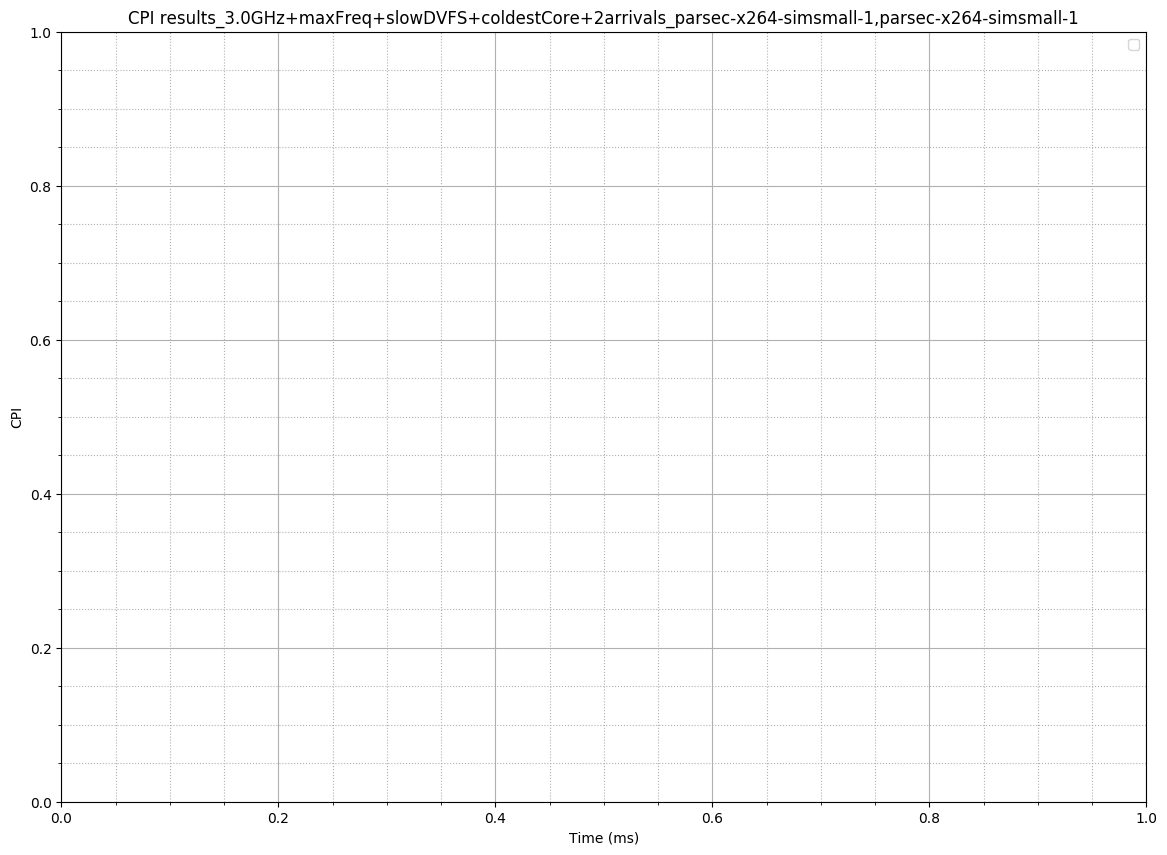 CPI results_3.0GHz+maxFreq+slowDVFS+coldestCore+2arrivals_parsec-x264-simsmall-1,parsec-x264-simsmall-1
1.0
0.8
0.6
CPI
0.4
0.2
0.0
0.0 0.2 0.4 0.6 0.8 1.0
Time (ms)